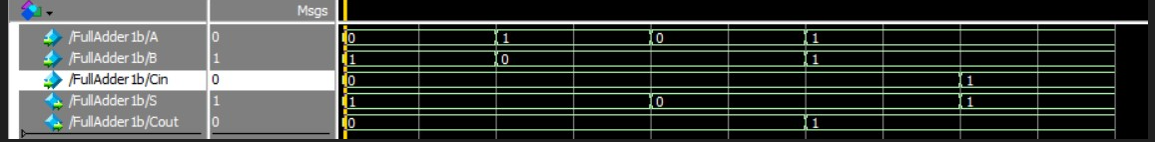 Msgs
/FullAdder1b/A 0 0 1 0 1
/FullAdder1b/B 1 1 0 1
/FullAdder1b/Cin 0 0 1
/FullAdder1b/S 1 1 0 1
/FullAdder1b/Cout 0 0 1